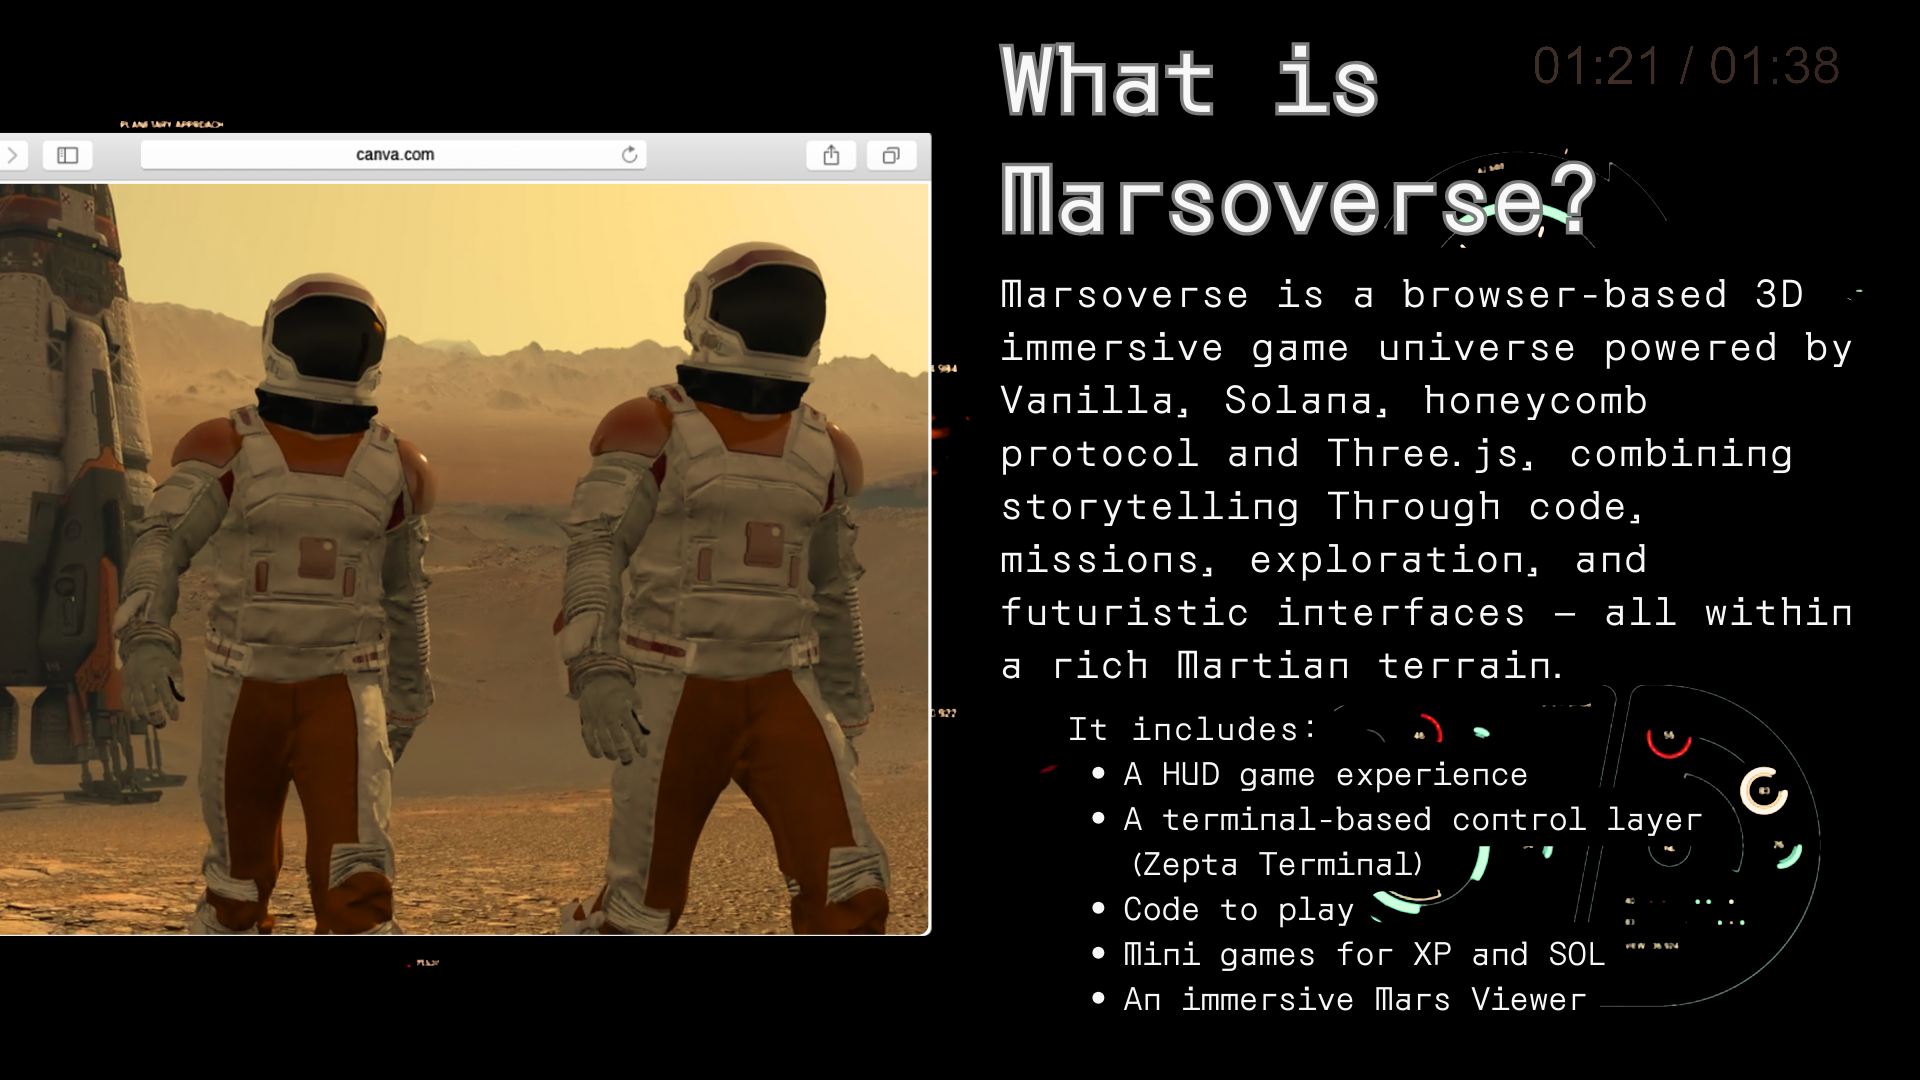 What is
01:21 / 01:38
Marsoverse?
PLANETARY APPROACH
canva.com
Marsoverse is a browser-based 3D
immersive game universe powered by
Vanilla, Solana, honeycomb
protocol and Three.js, combining
storytelling Through code,
missions, exploration, and
futuristic interfaces — all within
a rich Martian terrain.
It includes:
• A HUD game experience
• A terminal-based control layer
(Zepta Terminal)
• Code to play
• Mini games for XP and SOL
• An immersive Mars Viewer